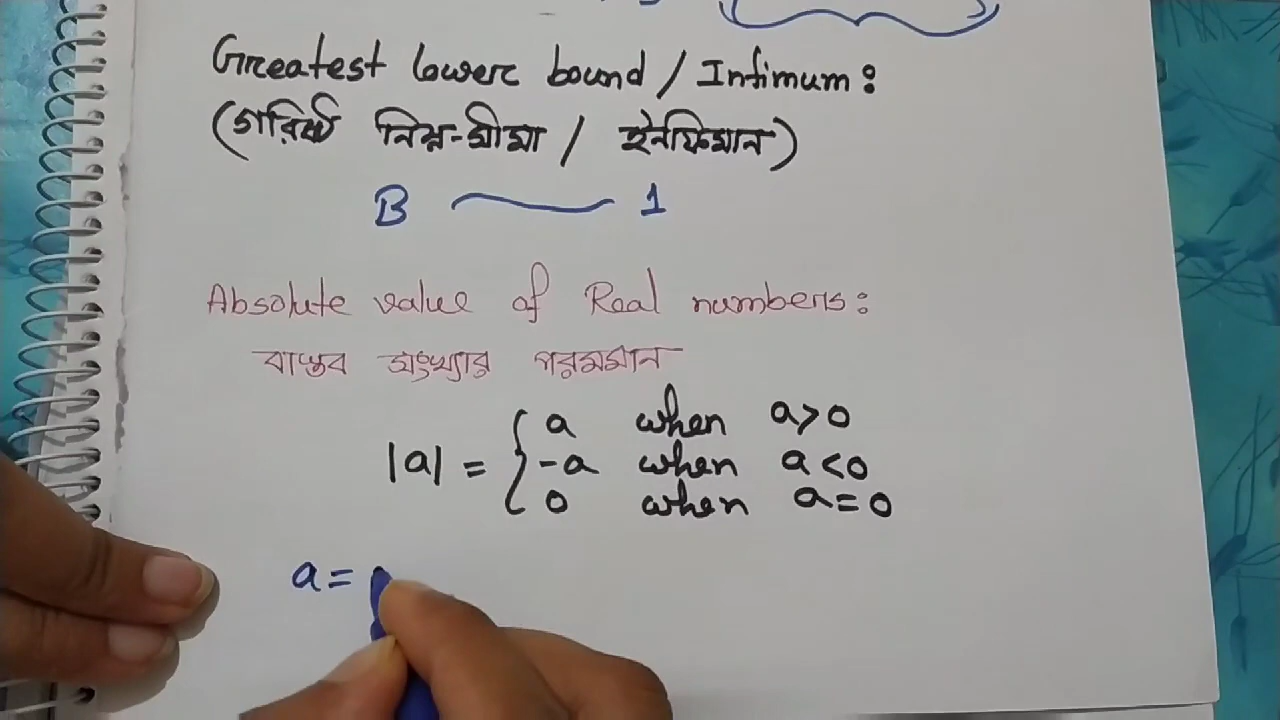 Greatest lower bound / Infimum:
(গরিষ্ঠ নিম্ন-সীমা / ইনফিমাম)
B 1
Absolute value of Real numbers:
বাস্তব সংখ্যার পরমমান
|a| = { a when a>0
-a when a<0
0 when a=0
a=